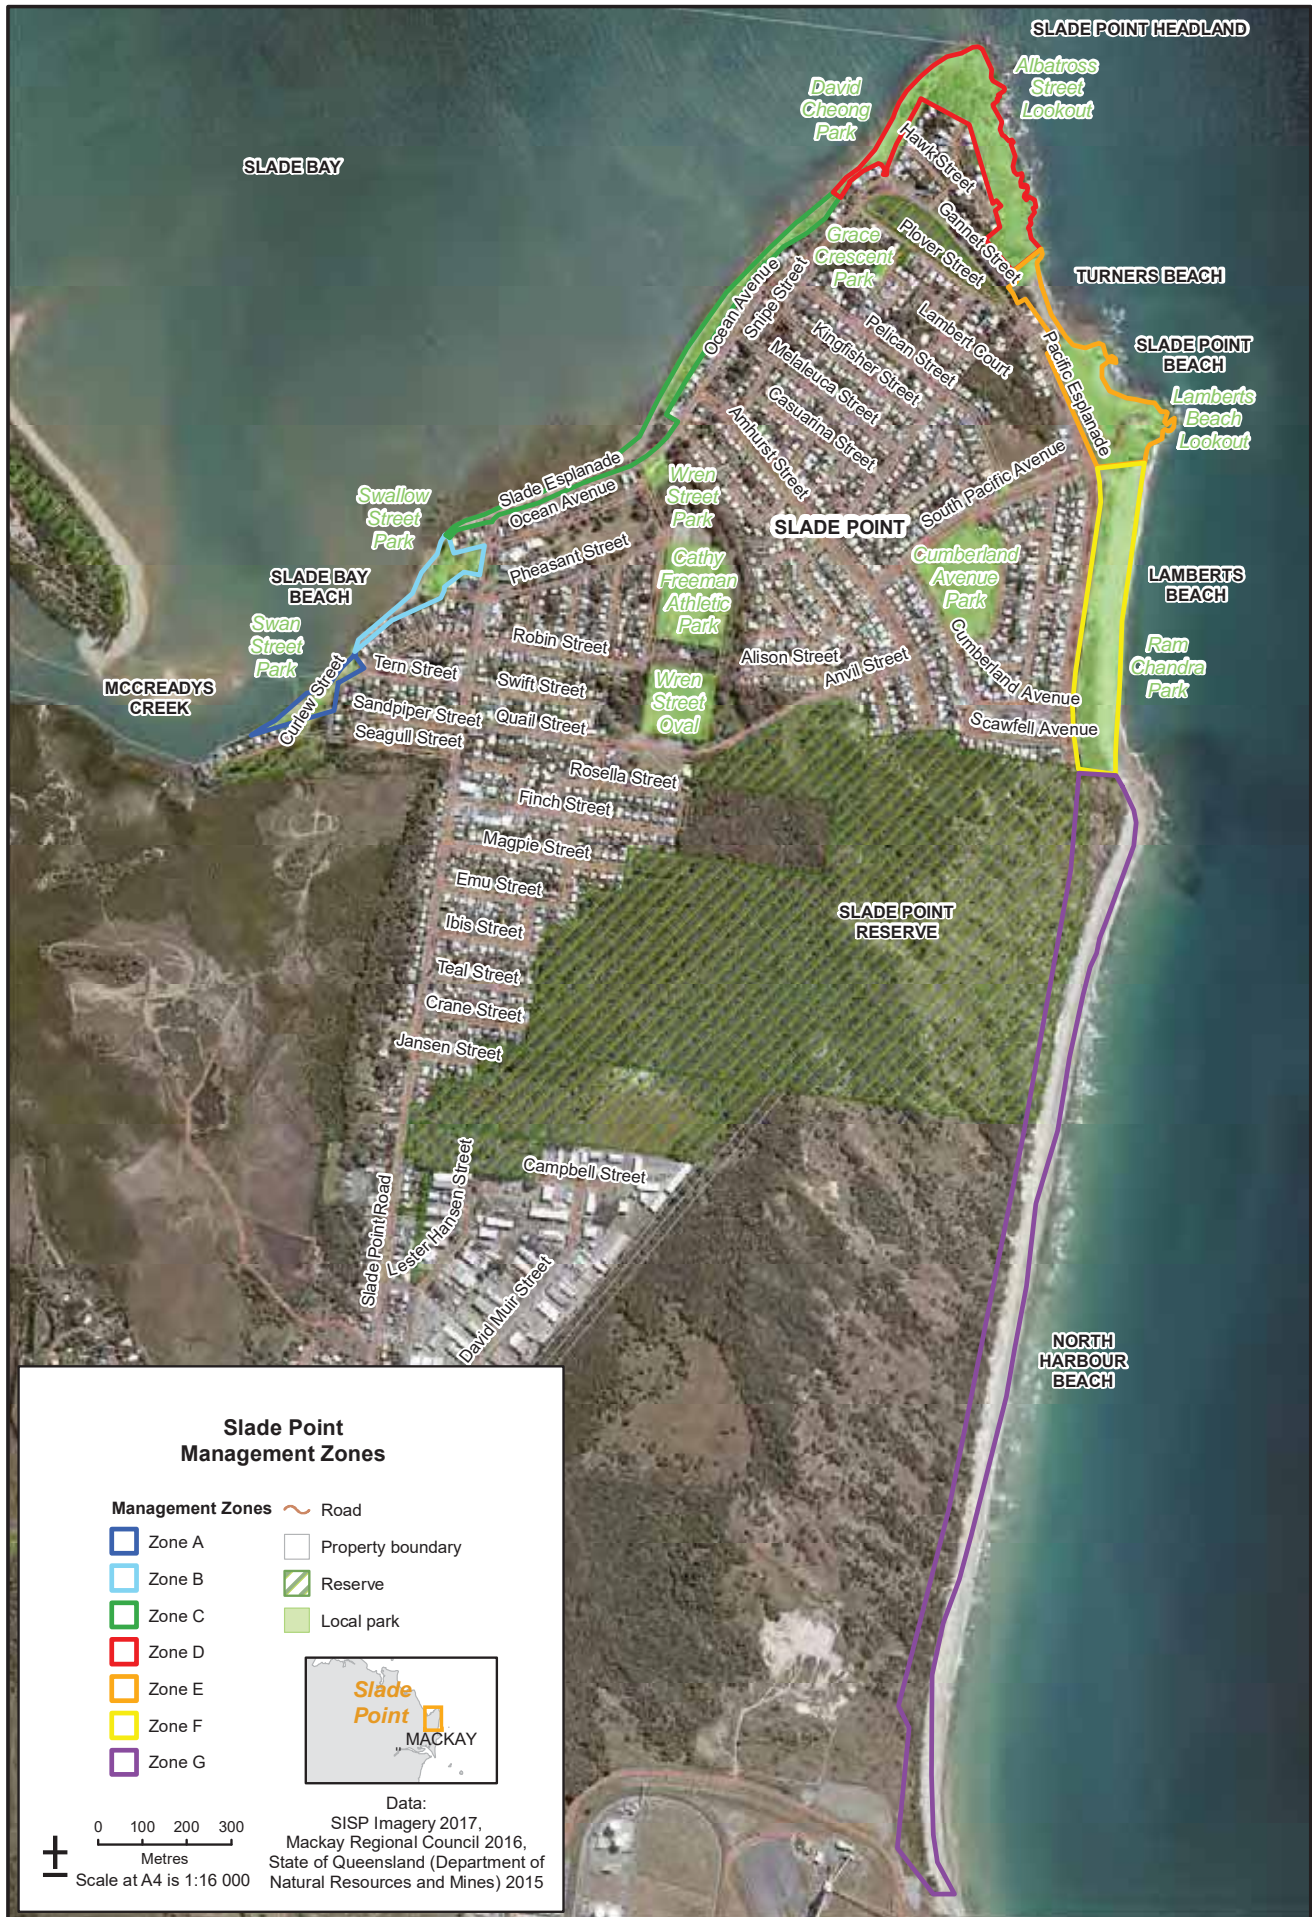 SLADE POINT HEADLAND
Albatross
Street
Lookout
David
Cheong
Park
SLADE BAY
Hawk Street
Gannet Street
Plover Street
Grace
Crescent
Park
TURNERS BEACH
Ocean Avenue
Snipe Street
Lambert Court
Pelican Street
Kingfisher Street
Melaleuca Street
Casuarina Street
Amhurst Street
Pacific Esplanade
SLADE POINT
BEACH
Lamberts
Beach
Lookout
South Pacific Avenue
Slade Esplanade
Ocean Avenue
Wren
Street
Park
Swallow
Street
Park
SLADE POINT
Pheasant Street
Cathy
Freeman
Athletic
Park
Cumberland
Avenue
Park
SLADE BAY
BEACH
LAMBERTS
BEACH
Swan
Street
Park
Robin Street
Alison Street
Anvil Street
Cumberland Avenue
Ram
Chandra
Park
Tern Street
Swift Street
Wren
Street
Oval
MCCREADYS
CREEK
Curlew Street
Sandpiper Street
Quail Street
Seagull Street
Scawfell Avenue
Rosella Street
Finch Street
Magpie Street
Emu Street
Ibis Street
SLADE POINT
RESERVE
Teal Street
Crane Street
Jansen Street
Campbell Street
Slade Point Road
Lester Hansen Street
David Muir Street
NORTH
HARBOUR
BEACH
Slade Point
Management Zones
Management Zones
Zone A
Zone B
Zone C
Zone D
Zone E
Zone F
Zone G
Road
Property boundary
Reserve
Local park
Slade
Point
MACKAY
0 100 200 300
Metres
Scale at A4 is 1:16 000
Data:
SISP Imagery 2017,
Mackay Regional Council 2016,
State of Queensland (Department of
Natural Resources and Mines) 2015